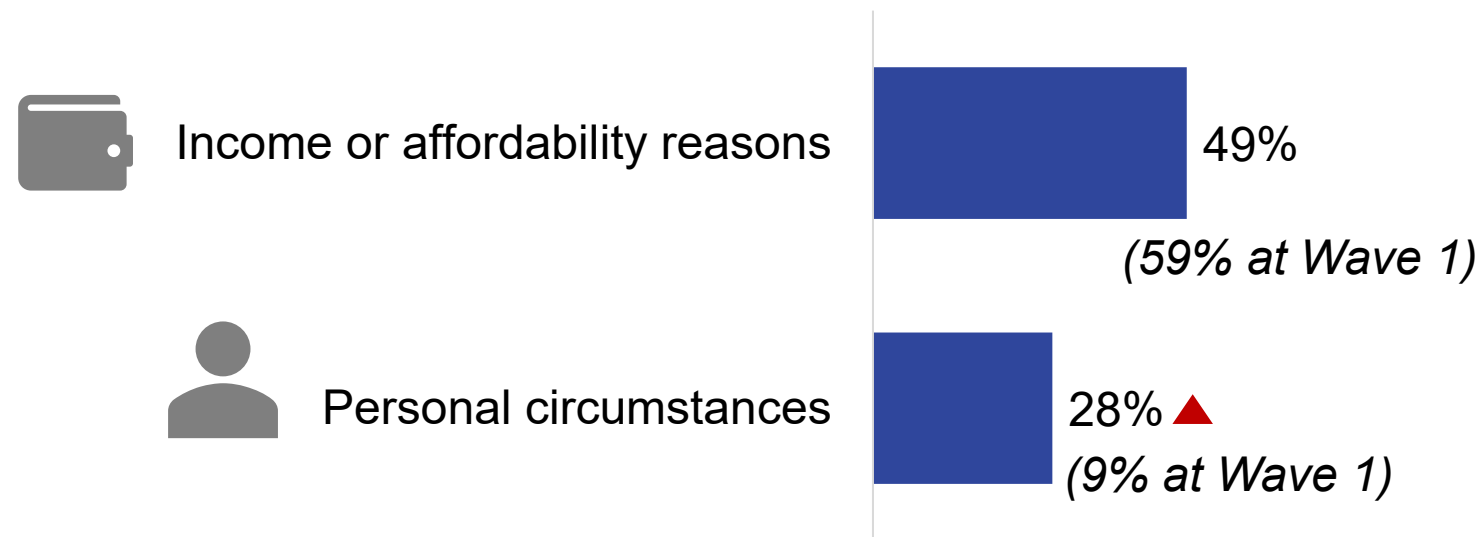 Income or affordability reasons
49%
(59% at Wave 1)
Personal circumstances
28%
(9% at Wave 1)